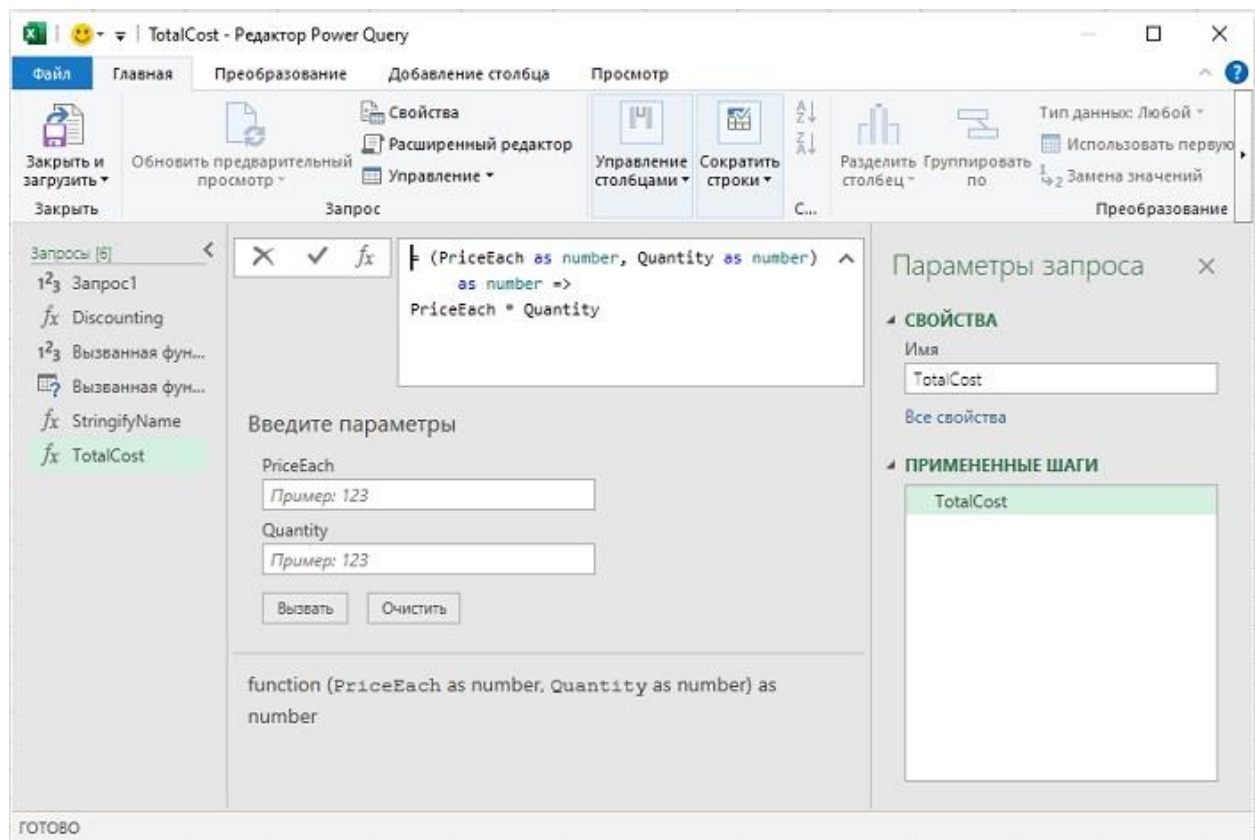 TotalCost - Редактор Power Query
Файл Главная Преобразование Добавление столбца Просмотр
Закрыть и загрузить
Закрыть
Обновить предварительный просмотр
Свойства
Расширенный редактор
Управление
Запрос
Управление столбцами
Сократить строки
С...
Разделить столбец
Группировать по
Тип данных: Любой
Использовать первую
Замена значений
Преобразование
Запросы [6]
Запрос1
Discounting
Вызванная фун...
Вызванная фун...
StringifyName
TotalCost
= (PriceEach as number, Quantity as number)
as number =>
PriceEach * Quantity
Введите параметры
PriceEach
Пример: 123
Quantity
Пример: 123
Вызвать Очистить
function (PriceEach as number, Quantity as number) as
number
Параметры запроса
СВОЙСТВА
Имя
TotalCost
Все свойства
ПРИМЕНЕННЫЕ ШАГИ
TotalCost
ГОТОВО